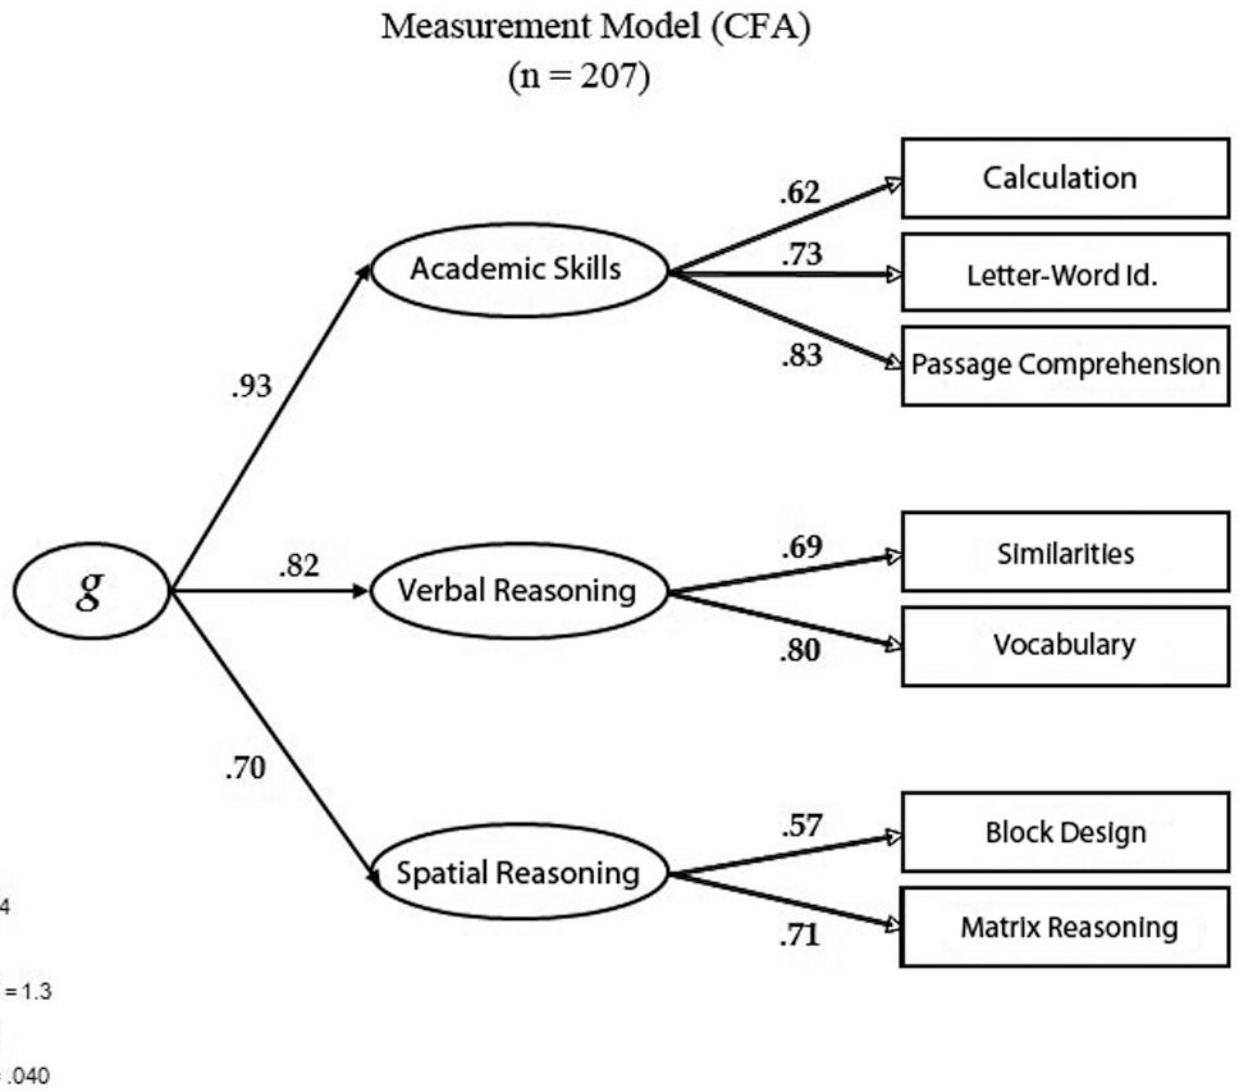 Measurement Model (CFA)
(n = 207)
.62
Calculation
.73
Letter-Word Id.
Academic Skills
.83
Passage Comprehension
.93
.69
Similarities
g
.82
Verbal Reasoning
.80
Vocabulary
.70
.57
Block Design
Spatial Reasoning
.71
Matrix Reasoning
4
=1.3
.040